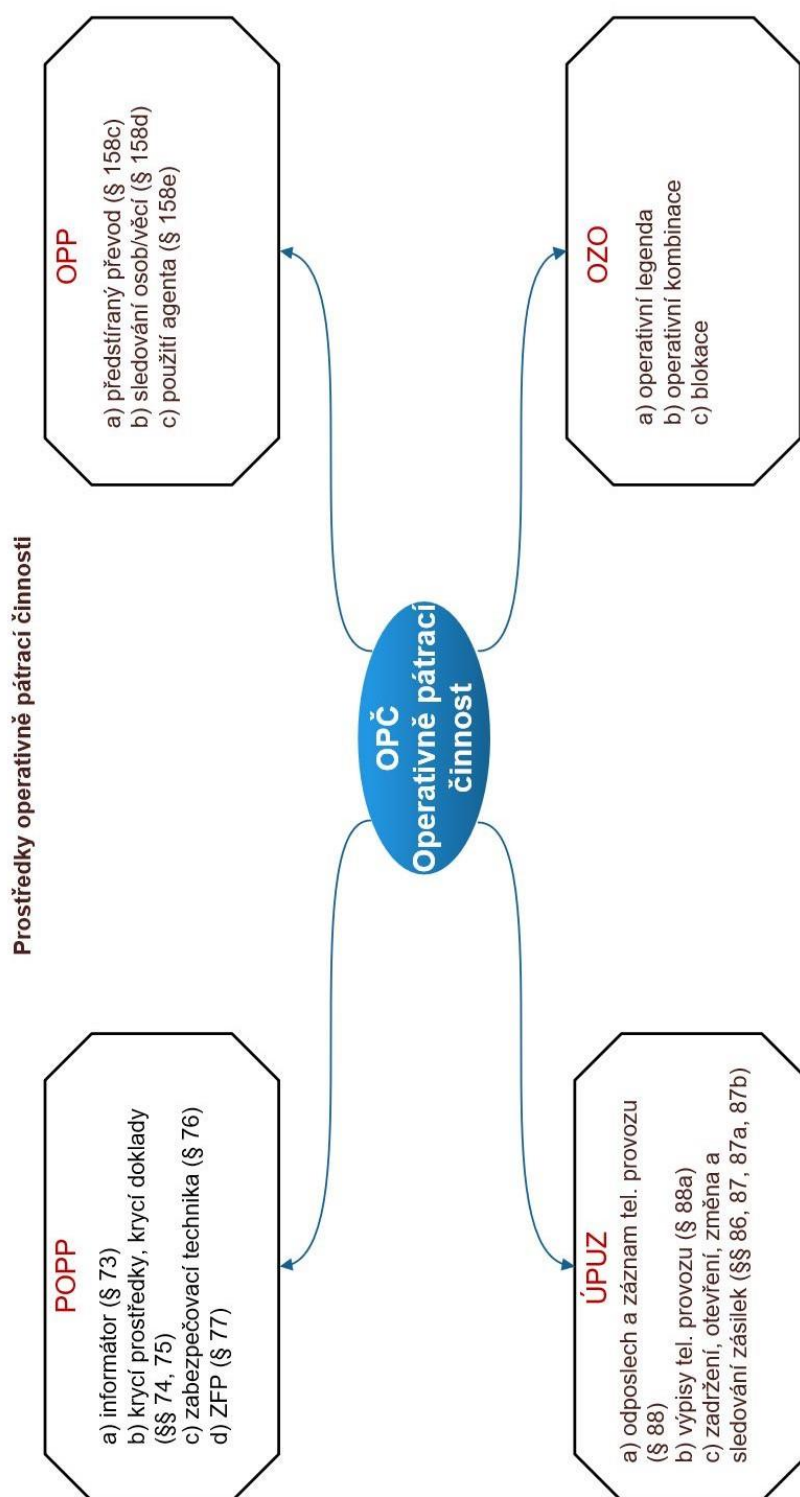 Prostředky operativně pátrací činnosti
POPP
a) informátor (§ 73)
b) krycí prostředky, krycí doklady
(§§ 74, 75)
c) zabezpečovací technika (§ 76)
d) ZFP (§ 77)
OPP
a) předstíraný převod (§ 158c)
b) sledování osob/věcí (§ 158d)
c) použití agenta (§ 158e)
OPČ
Operativně pátrací
činnost
ÚPUZ
a) odposlech a záznam tel. provozu
(§ 88)
b) výpisy tel. provozu (§ 88a)
c) zadržení, otevření, změna a
sledování zásilek (§§ 86, 87, 87a, 87b)
OZO
a) operativní legenda
b) operativní kombinace
c) blokace